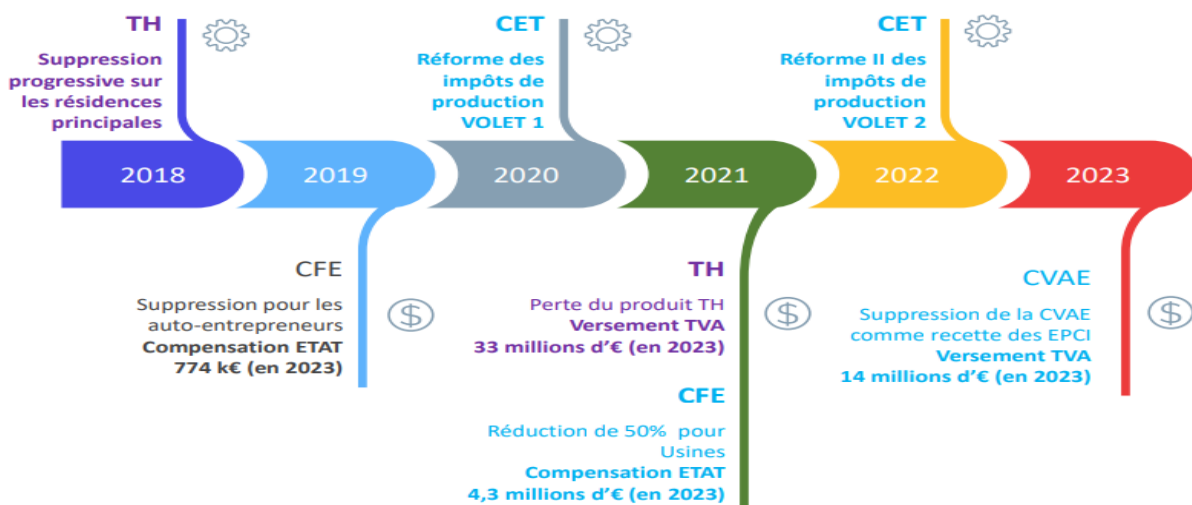 TH
Suppression
progressive sur
les résidences
principales
CET
Réforme des
impôts de
production
VOLET 1
CET
Réforme II des
impôts de
production
VOLET 2
2018
2019
2020
2021
2022
2023
CFE
Suppression pour les
auto-entrepreneurs
Compensation ETAT
774 k€ (en 2023)
$
TH
Perte du produit TH
Versement TVA
33 millions d'€ (en 2023)
$
CFE
Réduction de 50% pour
Usines
Compensation ETAT
4,3 millions d'€ (en 2023)
CVAE
Suppression de la CVAE
comme recette des EPCI
Versement TVA
14 millions d'€ (en 2023)
$